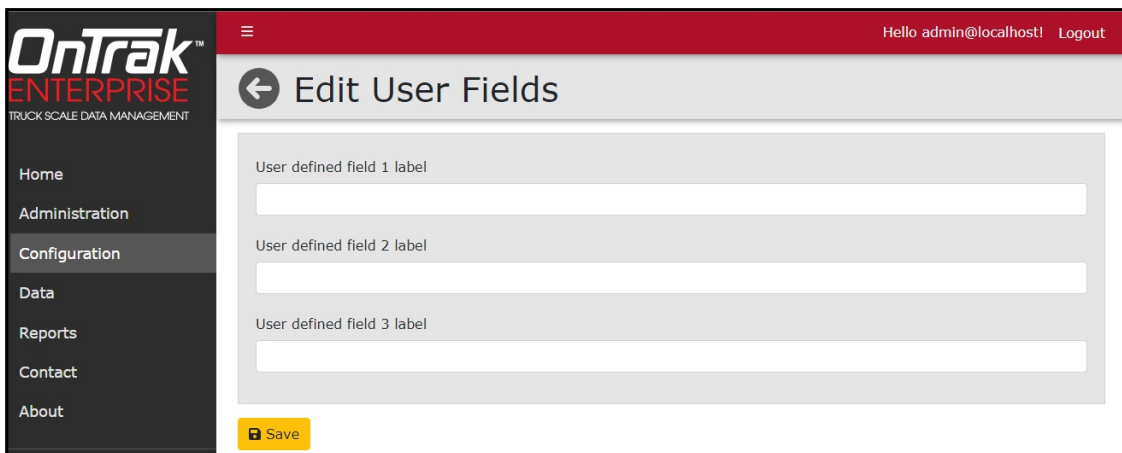 OnTrak™
ENTERPRISE
TRUCK SCALE DATA MANAGEMENT
Home
Administration
Configuration
Data
Reports
Contact
About
Hello admin@localhost! Logout
Edit User Fields
User defined field 1 label
User defined field 2 label
User defined field 3 label
Save